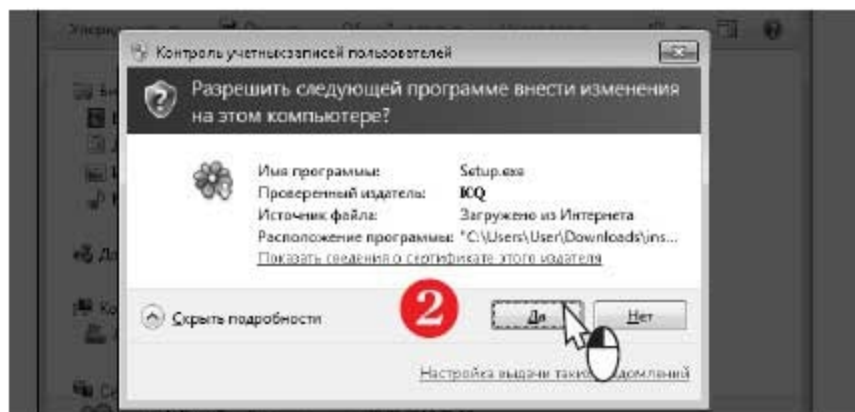 Контроль учетных записей пользователей
Разрешить следующей программе внести изменения
на этом компьютере?
Имя программы: Setup.exe
Проверенный издатель: ICQ
Источник файла: Загружено из Интернета
Расположение программы: "C:\Users\User\Downloads\ins...
Показать сведения о сертификате этого издателя
Скрыть подробности
2
Да
Нет
Настройка выдачи таких